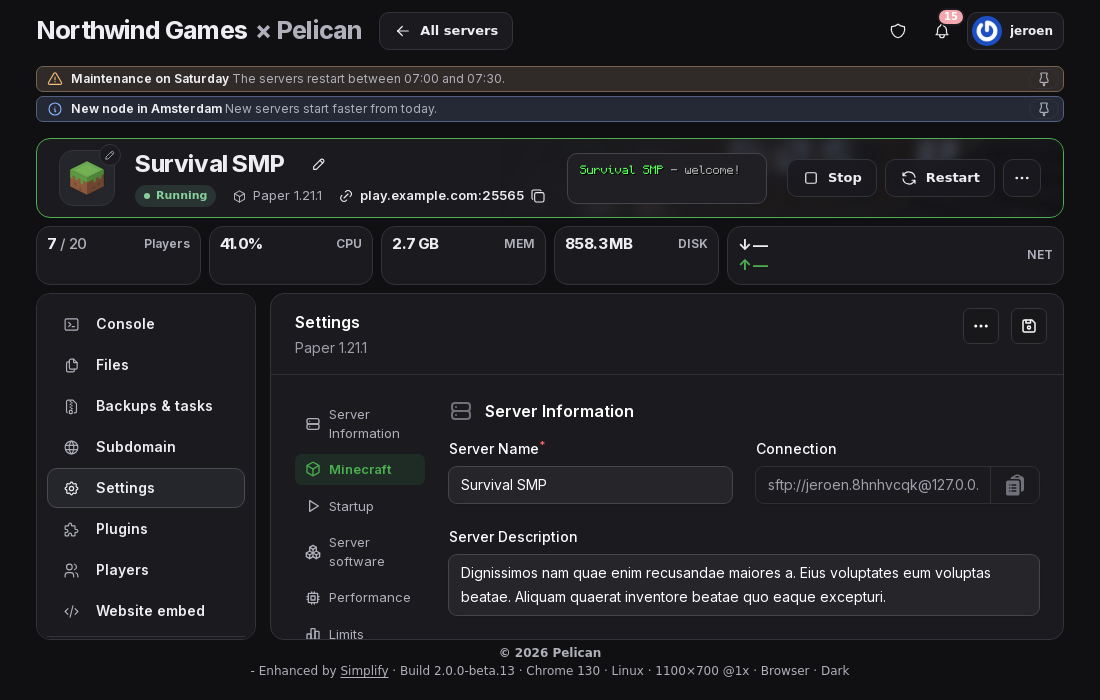 Northwind Games × Pelican
All servers
15
jeroen
Maintenance on Saturday The servers restart between 07:00 and 07:30.
New node in Amsterdam New servers start faster from today.
Survival SMP
Running
Paper 1.21.1
play.example.com:25565
Survival SMP – welcome!
Stop
Restart
7 / 20 Players
41.0% CPU
2.7 GB MEM
858.3 MB DISK
↓—
↑—
NET
Console
Files
Backups & tasks
Subdomain
Settings
Plugins
Players
Website embed
Settings
Paper 1.21.1
Server
Information
Minecraft
Startup
Server
software
Performance
Limits
Server Information
Server Name*
Survival SMP
Connection
sftp://jeroen.8hnhvcqk@127.0.0.
Server Description
Dignissimos nam quae enim recusandae maiores a. Eius voluptates eum voluptas
beatae. Aliquam quaerat inventore beatae quo eaque excepturi.
© 2026 Pelican
- Enhanced by Simplify · Build 2.0.0-beta.13 · Chrome 130 · Linux · 1100×700 @1x · Browser · Dark